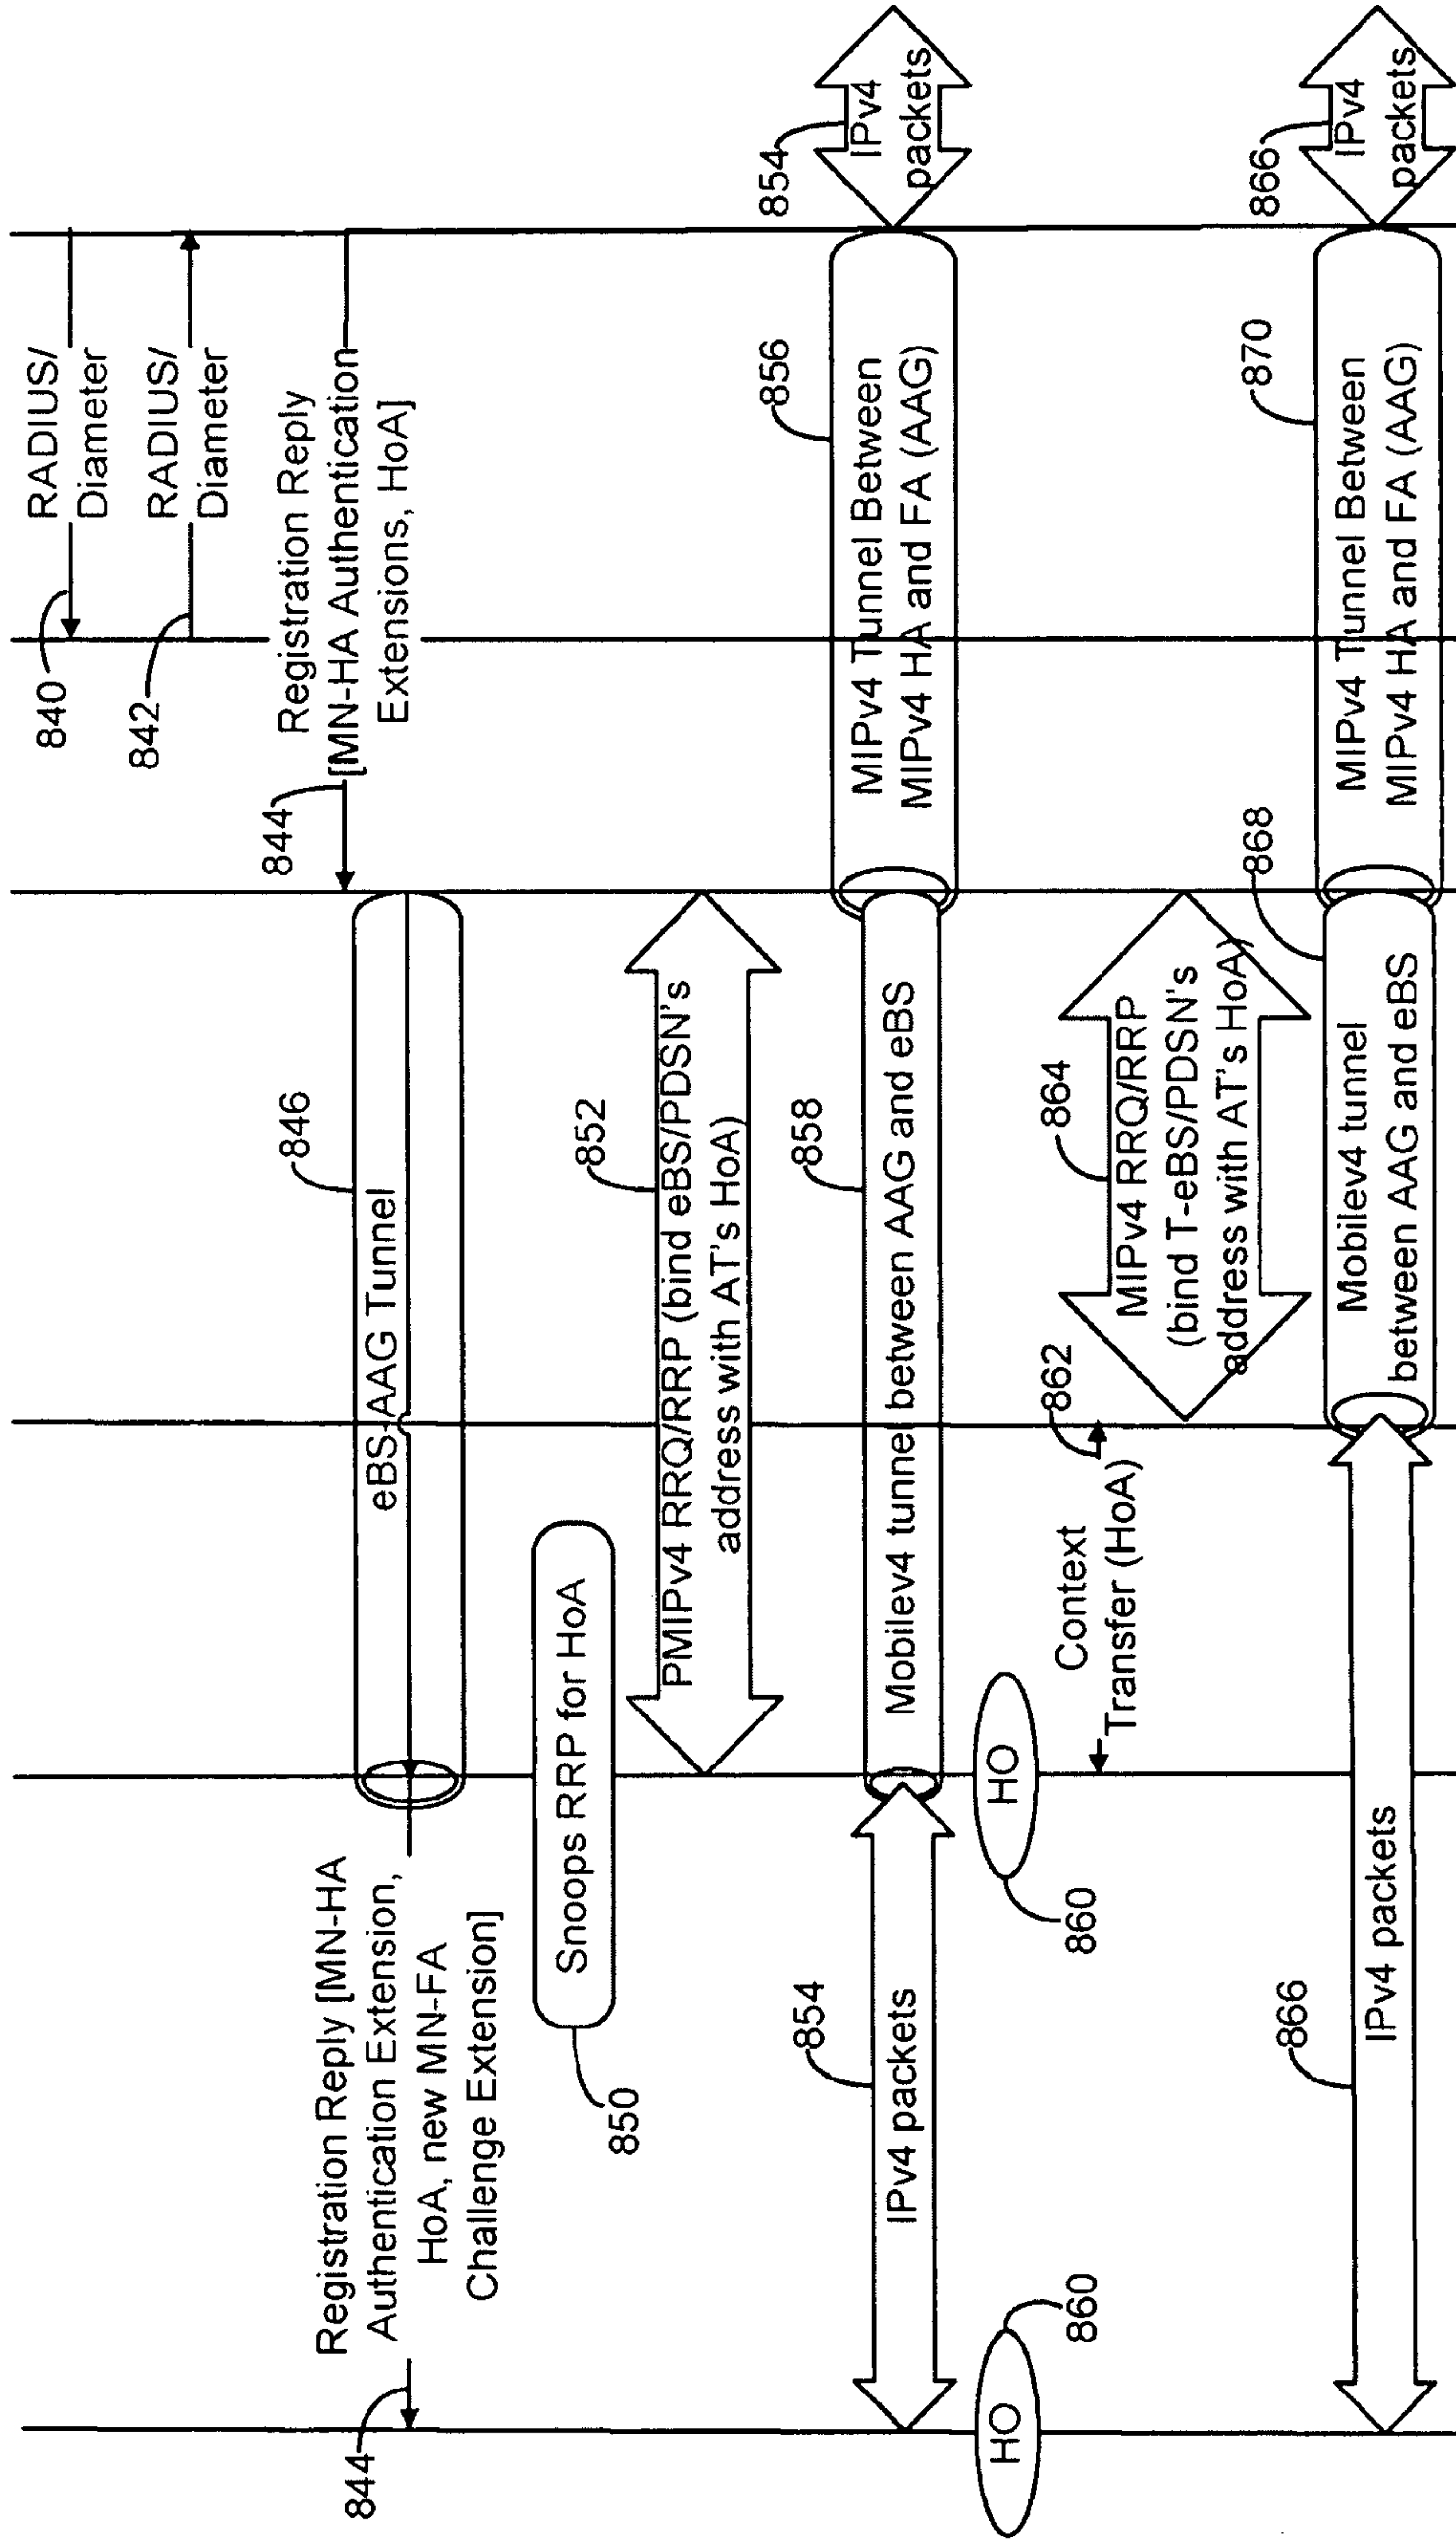 840
RADIUS/
Diameter
842
RADIUS/
Diameter
844
Registration Reply
[MN-HA Authentication
Extensions, HoA]
844
Registration Reply [MN-HA
Authentication Extension,
HoA, new MN-FA
Challenge Extension]
846
eBS-AAG Tunnel
850
Snoops RRP for HoA
852
PMIPv4 RRQ/RRP (bind eBS/PDSN's
address with AT's HoA)
854
IPv4 packets
858
Mobilev4 tunnel between AAG and eBS
856
MIPv4 Tunnel Between
MIPv4 HA and FA (AAG)
854
IPv4
packets
HO
860
HO
860
862
Context
Transfer (HoA)
864
MIPv4 RRQ/RRP
(bind T-eBS/PDSN's
address with AT's HoA)
866
IPv4 packets
868
Mobilev4 tunnel
between AAG and eBS
870
MIPv4 Tunnel Between
MIPv4 HA and FA (AAG)
866
IPv4
packets